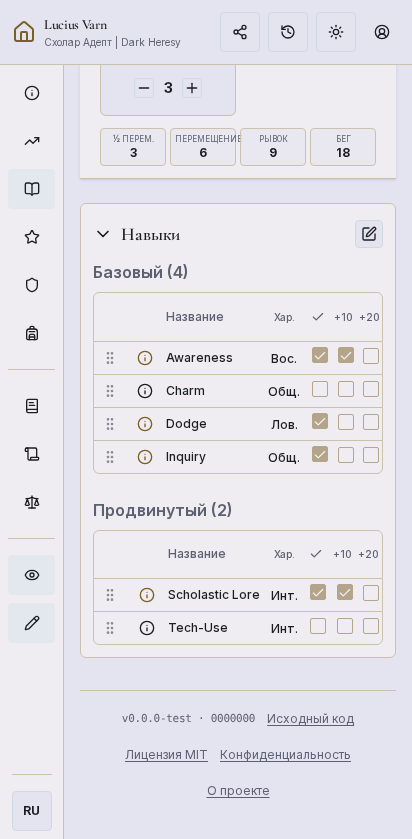 Lucius Varn
Схолар Адепт | Dark Heresy
3
½ ПЕРЕМ. ПЕРЕМЕЩЕНИЕ РЫВОК БЕГ
3 6 9 18
Навыки
Базовый (4)
Название Хар. +10 +20
Awareness Вос.
Charm Общ.
Dodge Лов.
Inquiry Общ.
Продвинутый (2)
Название Хар. +10 +20
Scholastic Lore Инт.
Tech-Use Инт.
v0.0.0-test · 0000000 Исходный код
Лицензия MIT Конфиденциальность
О проекте
RU